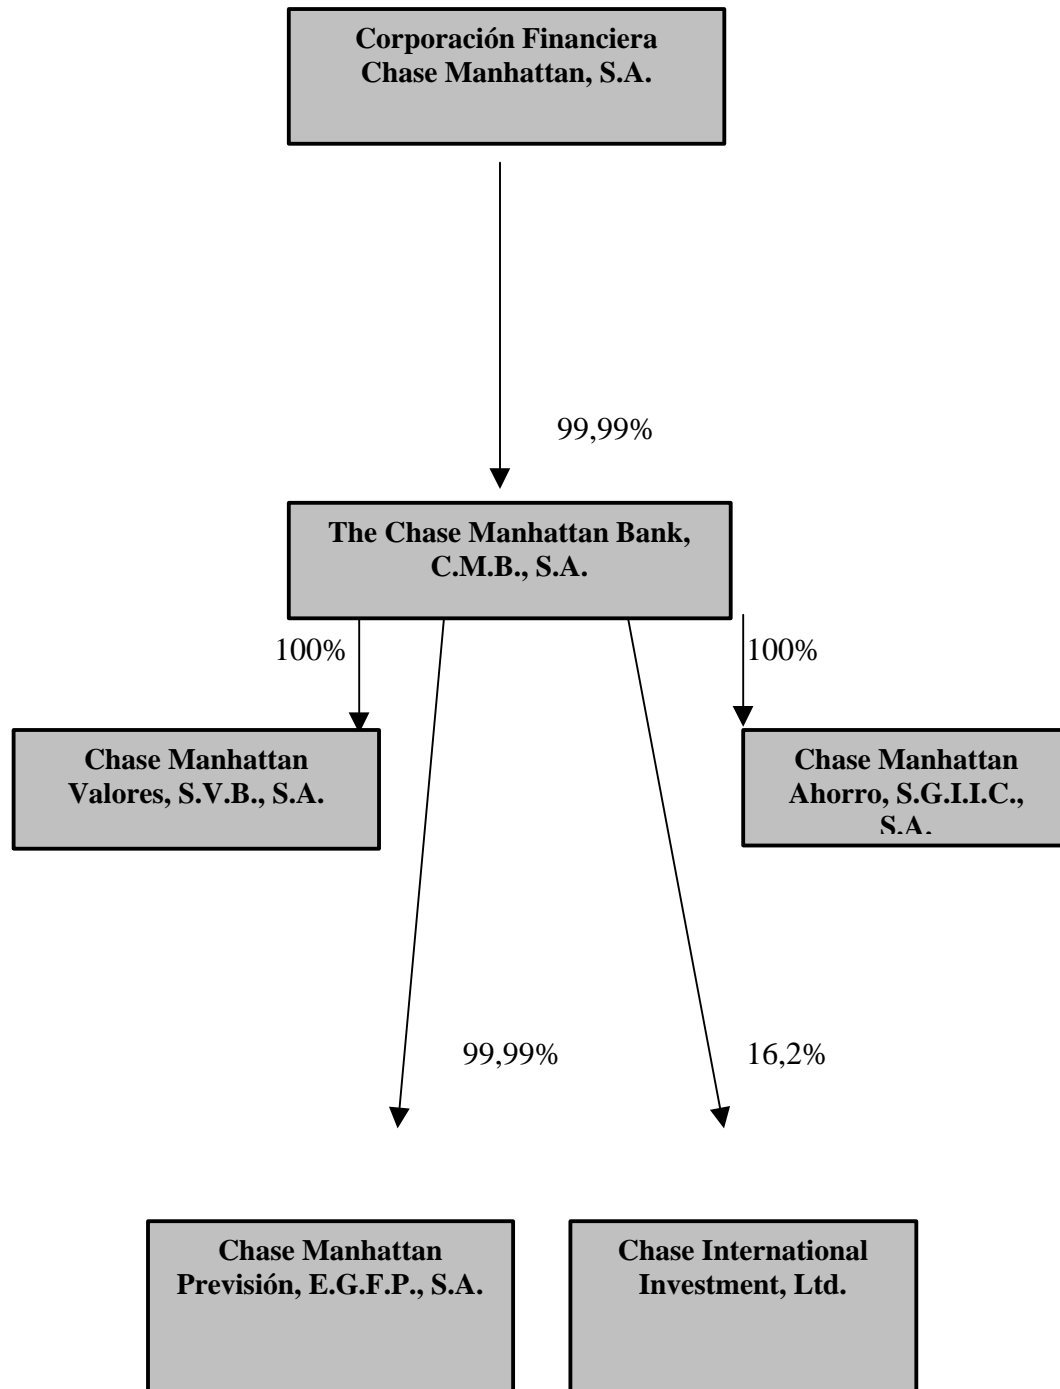 Corporación Financiera
Chase Manhattan, S.A.
99,99%
The Chase Manhattan Bank,
C.M.B., S.A.
100%
100%
Chase Manhattan
Valores, S.V.B., S.A.
Chase Manhattan
Ahorro, S.G.I.I.C.,
S.A.
99,99%
16,2%
Chase Manhattan
Previsión, E.G.F.P., S.A.
Chase International
Investment, Ltd.